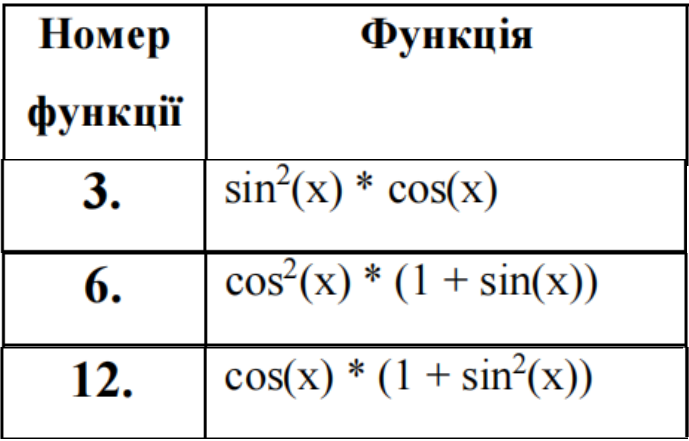 Номер функції Функція
3. sin²(x) * cos(x)
6. cos²(x) * (1 + sin(x))
12. cos(x) * (1 + sin²(x))